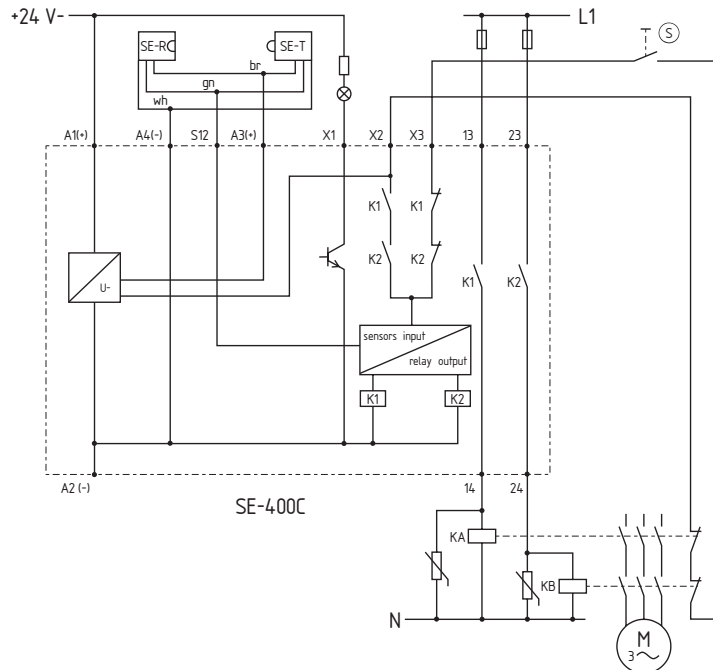 +24 V- L1
S
SE-R SE-T
br
gn
wh
A1(+) A4(-) S12 A3(+) X1 X2 X3 13 23
K1 K1
K2 K2 K1 K2
U-
sensors input
relay output
K1 K2
A2 (-) 14 24
SE-400C
KA
KB
N
M
3